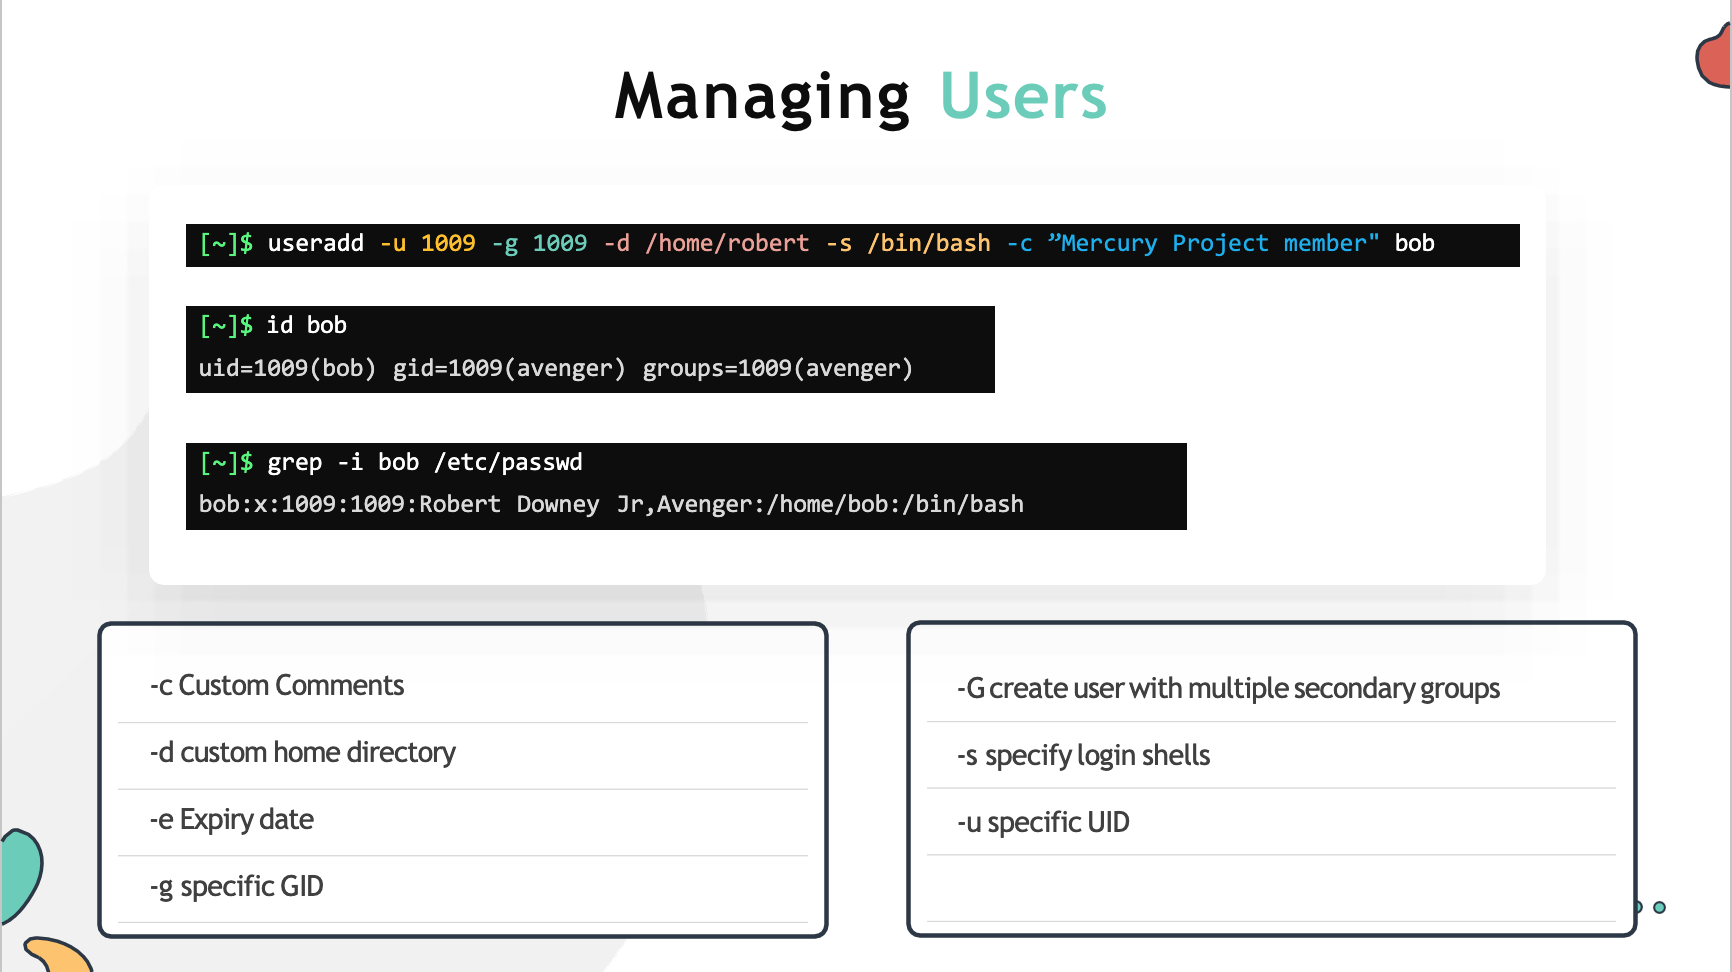 Managing Users
[~]$ useradd -u 1009 -g 1009 -d /home/robert -s /bin/bash -c ”Mercury Project member" bob
[~]$ id bob
uid=1009(bob) gid=1009(avenger) groups=1009(avenger)
[~]$ grep -i bob /etc/passwd
bob:x:1009:1009:Robert Downey Jr,Avenger:/home/bob:/bin/bash
-c Custom Comments
-d custom home directory
-e Expiry date
-g specific GID
-G create user with multiple secondary groups
-s specify login shells
-u specific UID